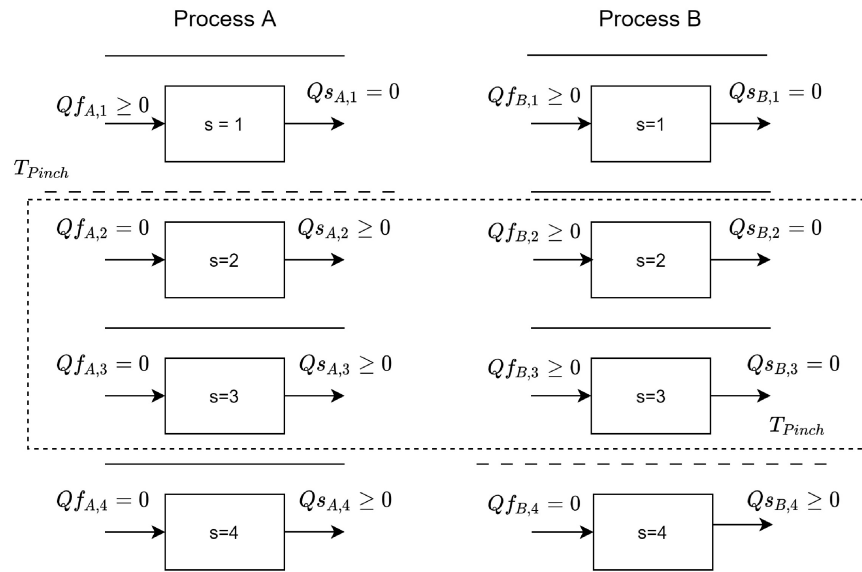 Process A Process B
Qf_{A,1} ≥ 0 Qs_{A,1} = 0 Qf_{B,1} ≥ 0 Qs_{B,1} = 0
s = 1 s=1
T_{Pinch}
Qf_{A,2} = 0 Qs_{A,2} ≥ 0 Qf_{B,2} ≥ 0 Qs_{B,2} = 0
s=2 s=2
Qf_{A,3} = 0 Qs_{A,3} ≥ 0 Qf_{B,3} ≥ 0 Qs_{B,3} = 0
s=3 s=3
T_{Pinch}
Qf_{A,4} = 0 Qs_{A,4} ≥ 0 Qf_{B,4} = 0 Qs_{B,4} ≥ 0
s=4 s=4